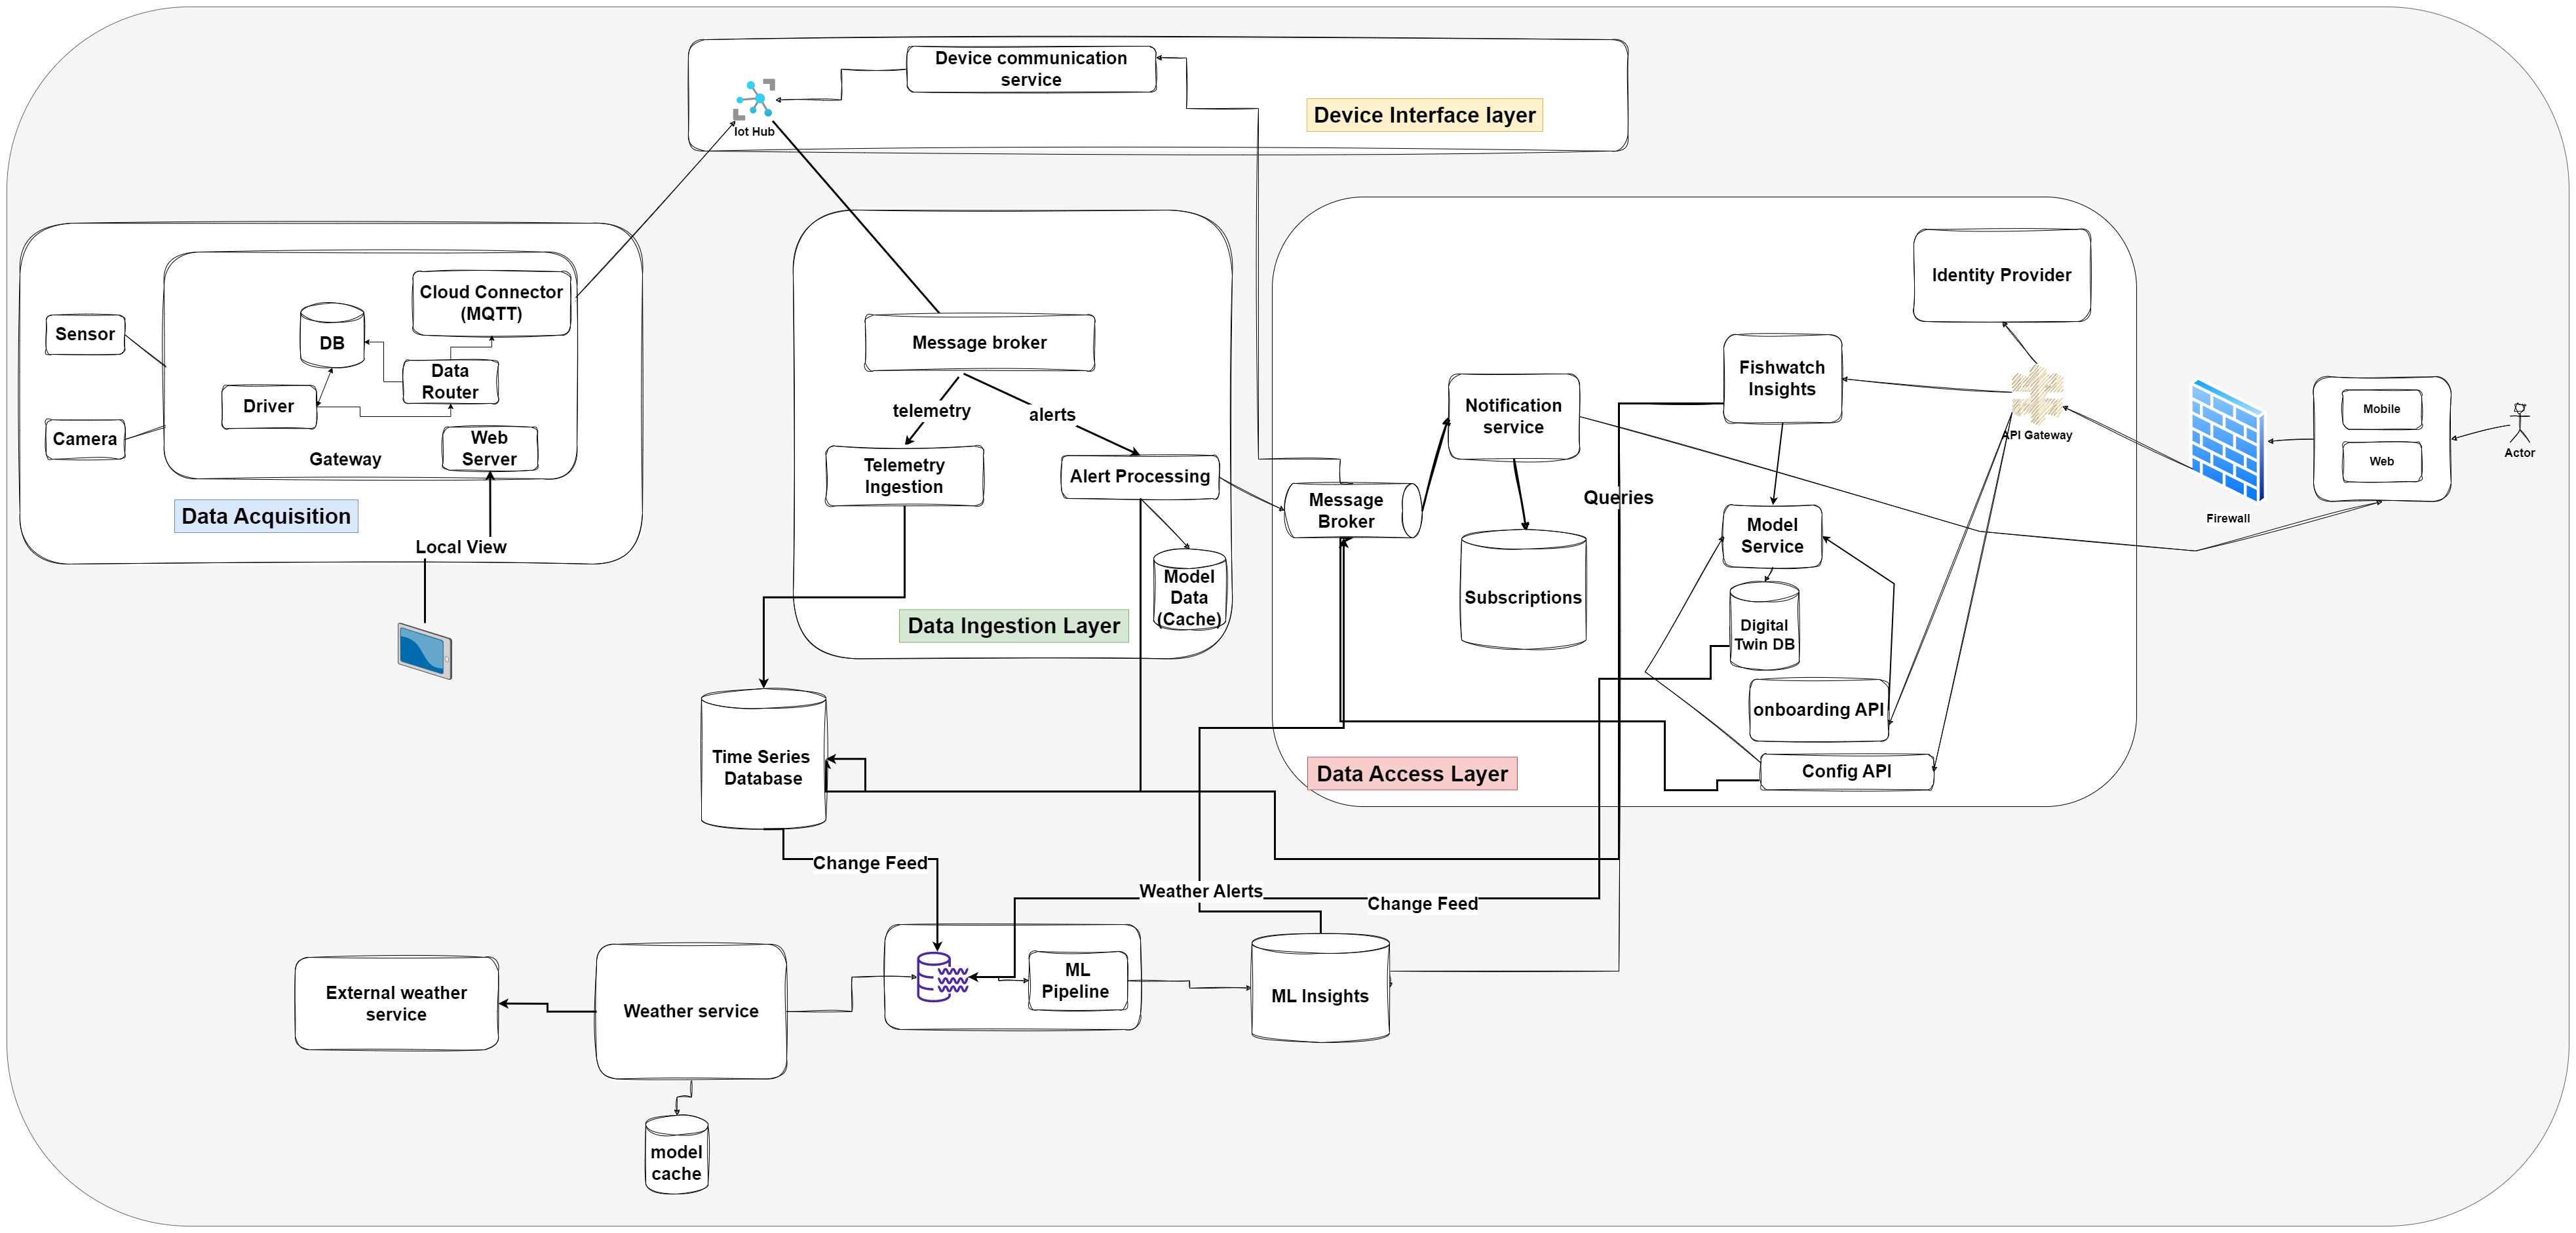 Device communication
service
Iot Hub
Device Interface layer
Sensor
Camera
DB
Cloud Connector
(MQTT)
Data
Router
Driver
Web
Server
Gateway
Data Acquisition
Local View
Message broker
telemetry
alerts
Telemetry
Ingestion
Alert Processing
Model
Data
(Cache)
Data Ingestion Layer
Message
Broker
Notification
service
Subscriptions
Queries
Fishwatch
Insights
Identity Provider
API Gateway
Model
Service
Digital
Twin DB
onboarding API
Config API
Data Access Layer
Firewall
Mobile
Web
Actor
Time Series
Database
Change Feed
Weather Alerts
Change Feed
External weather
service
Weather service
ML
Pipeline
ML Insights
model
cache